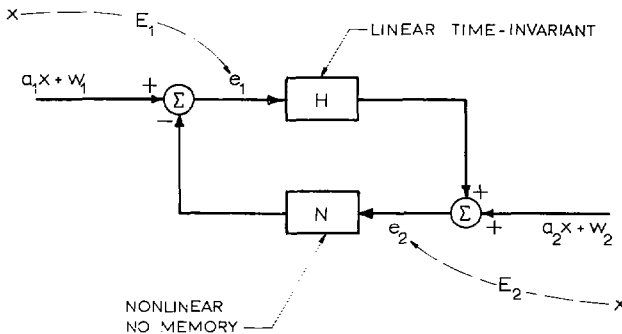 x
E₁
LINEAR TIME-INVARIANT
a₁x + w₁
+
Σ
−
e₁
H
+
N
Σ
+
e₂
a₂x + w₂
E₂
x
NONLINEAR
NO MEMORY